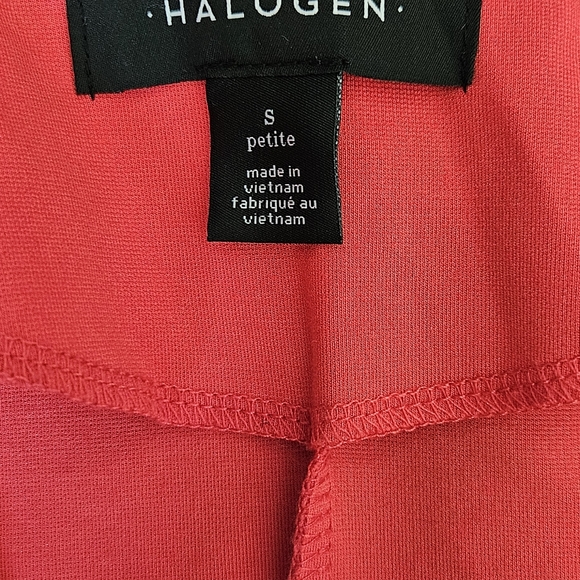 ·HALOGEN·
S
petite
made in
vietnam
fabriqué au
vietnam